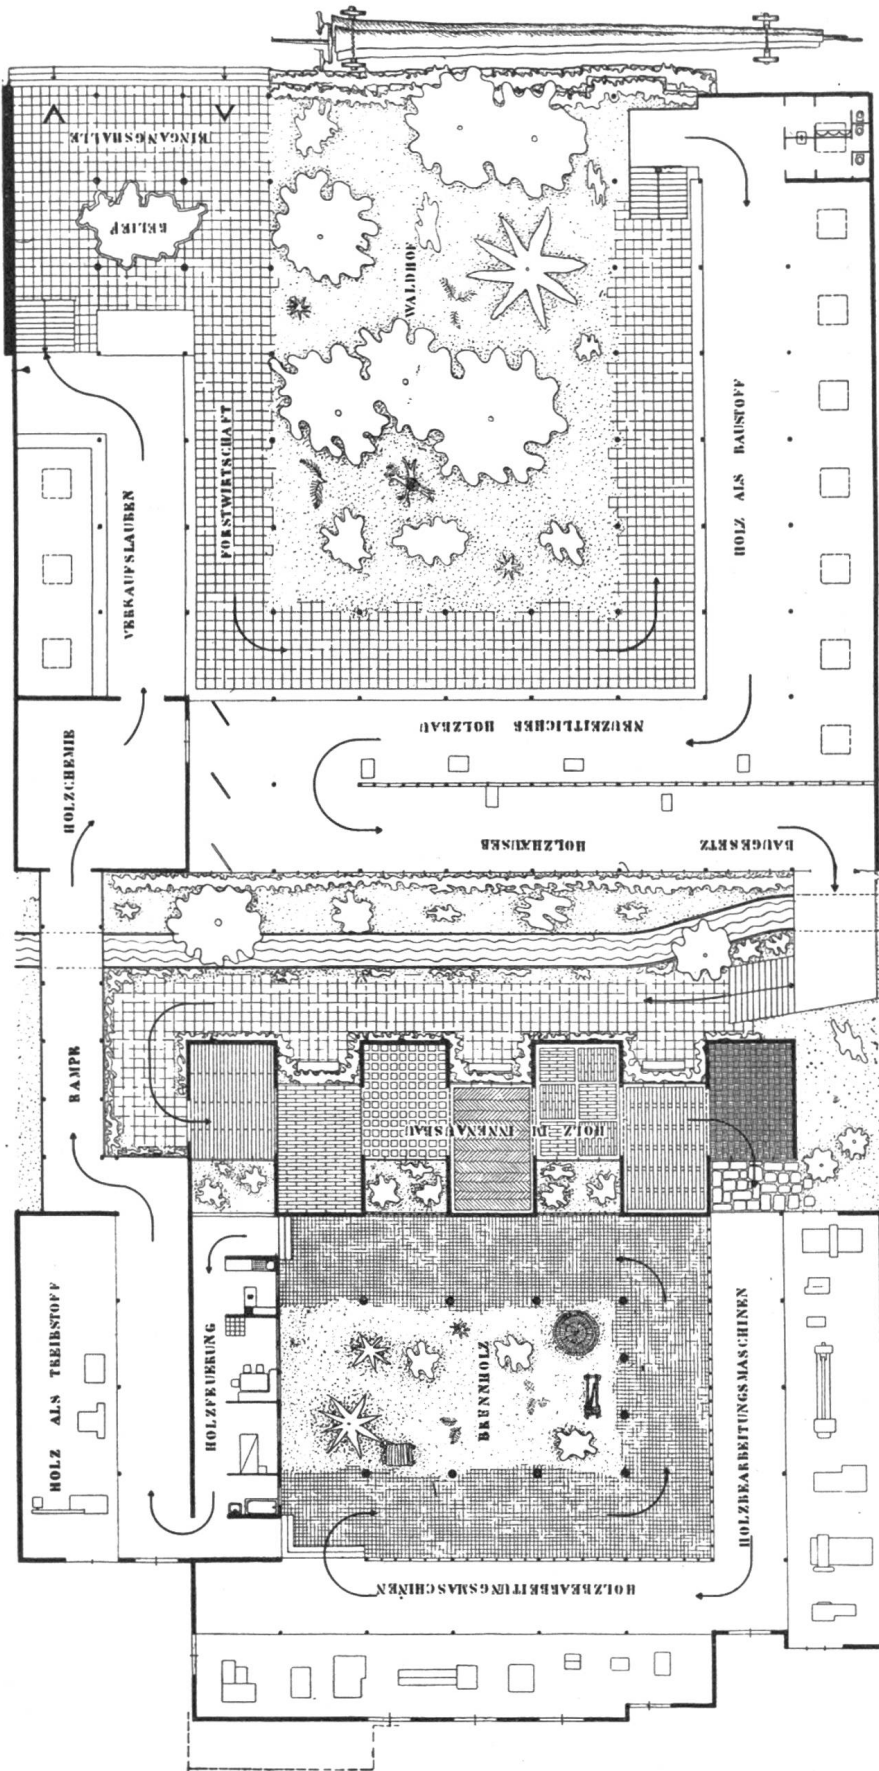 EINGANGSHALLE
RELIEF
WALDHOF
FORSTWIRTSCHAFT
HOLZ ALS BAUSTOFF
VERKAUFSLAUBEN
NEUZEITLICHER HOLZBAU
HOLZCHEMIE
HOLZHÄUSER
BAUGESETZ
RAMPE
HOLZ IM INNENAUSBAU
HOLZ ALS TREIBSTOFF
HOLZFEUERUNG
BRENNHOLZ
HOLZBEARBEITUNGSMASCHINEN
HOLZBEARBEITUNGSMASCHINEN